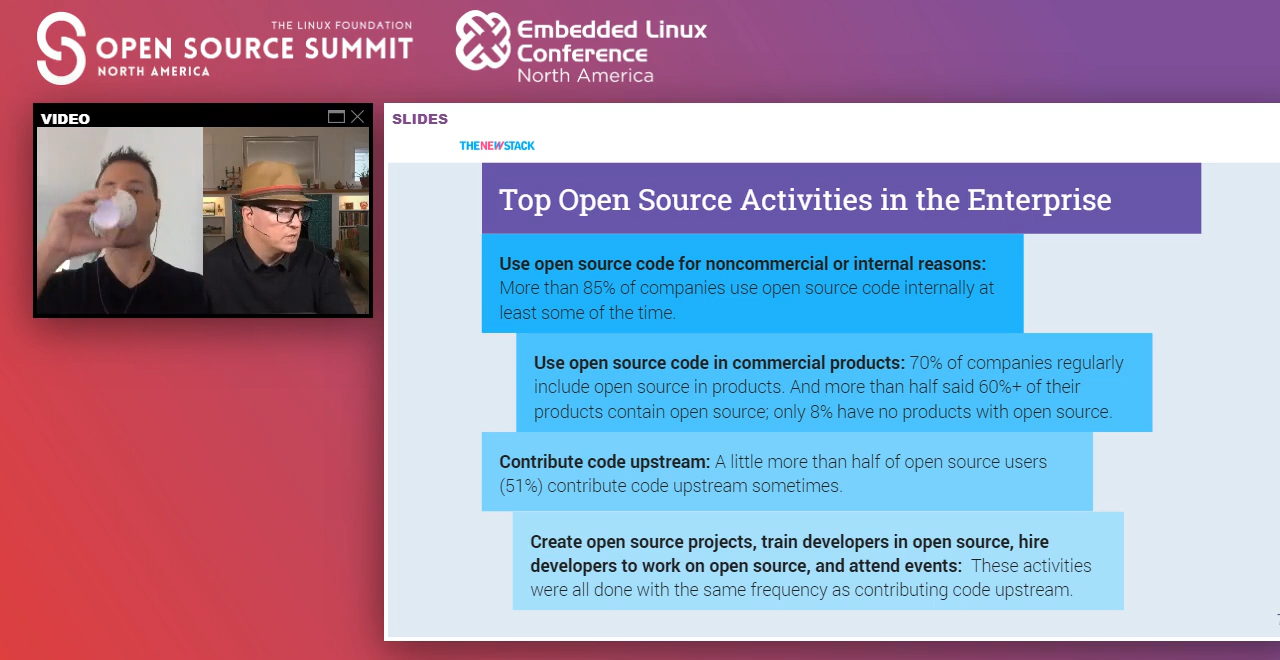 THE LINUX FOUNDATION
OPEN SOURCE SUMMIT
NORTH AMERICA
Embedded Linux
Conference
North America
VIDEO
SLIDES
THENEWSTACK
Top Open Source Activities in the Enterprise
Use open source code for noncommercial or internal reasons:
More than 85% of companies use open source code internally at
least some of the time.
Use open source code in commercial products: 70% of companies regularly
include open source in products. And more than half said 60%+ of their
products contain open source; only 8% have no products with open source.
Contribute code upstream: A little more than half of open source users
(51%) contribute code upstream sometimes.
Create open source projects, train developers in open source, hire
developers to work on open source, and attend events: These activities
were all done with the same frequency as contributing code upstream.